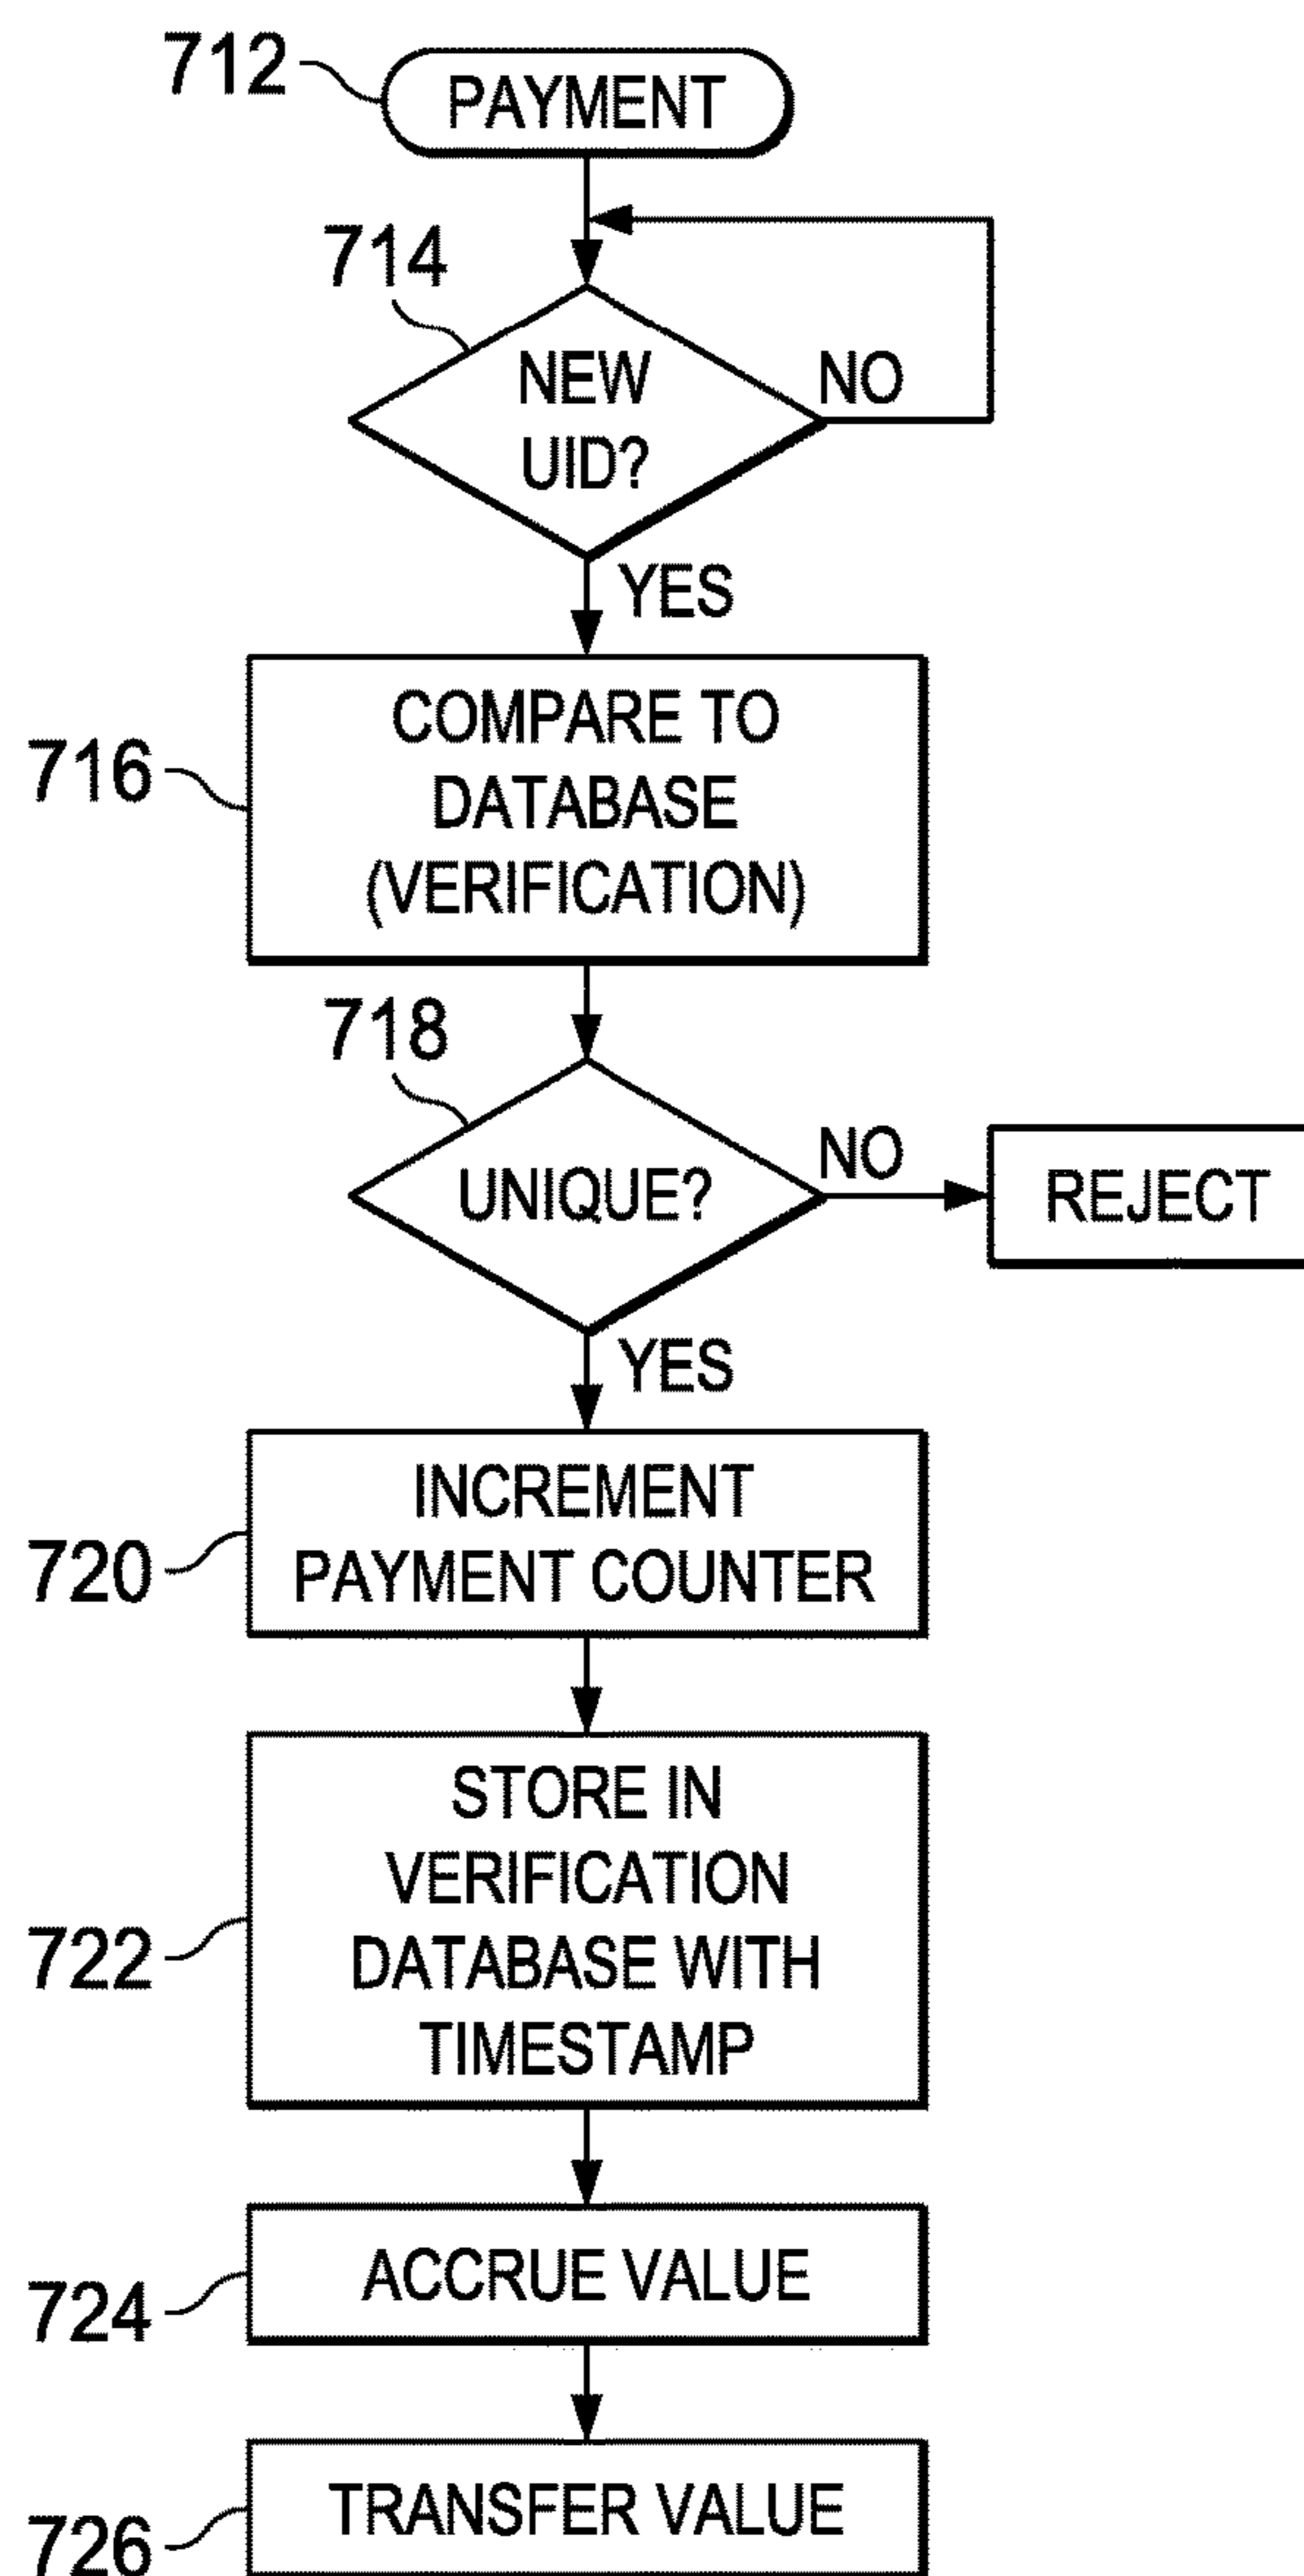 712
PAYMENT
714
NEW
UID?
NO
YES
716
COMPARE TO
DATABASE
(VERIFICATION)
718
UNIQUE?
NO
REJECT
YES
720
INCREMENT
PAYMENT COUNTER
722
STORE IN
VERIFICATION
DATABASE WITH
TIMESTAMP
724
ACCRUE VALUE
726
TRANSFER VALUE